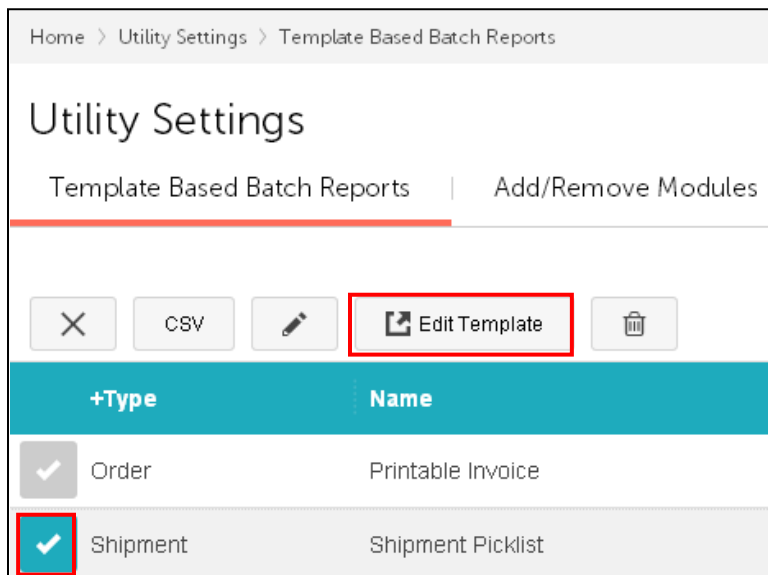 Home > Utility Settings > Template Based Batch Reports
Utility Settings
Template Based Batch Reports | Add/Remove Modules
CSV Edit Template
+Type Name
Order Printable Invoice
Shipment Shipment Picklist